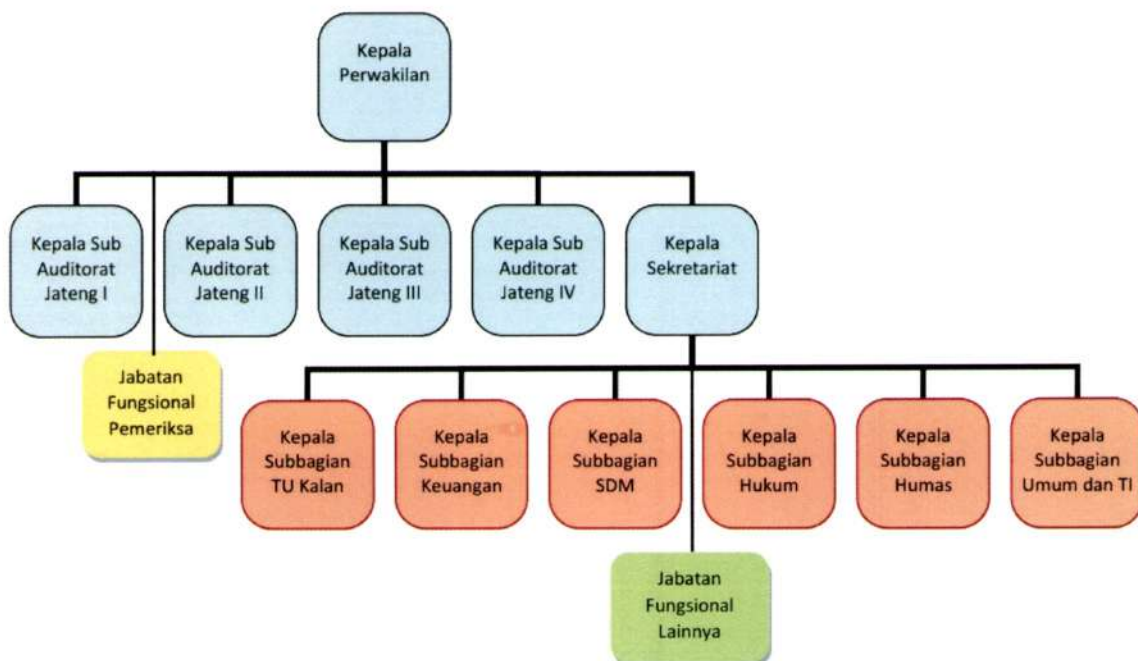 Kepala
Perwakilan
Kepala Sub
Auditorat
Jateng I
Kepala Sub
Auditorat
Jateng II
Kepala Sub
Auditorat
Jateng III
Kepala Sub
Auditorat
Jateng IV
Kepala
Sekretariat
Jabatan
Fungsional
Pemeriksa
Kepala
Subbagian
TU Kalan
Kepala
Subbagian
Keuangan
Kepala
Subbagian
SDM
Kepala
Subbagian
Hukum
Kepala
Subbagian
Humas
Kepala
Subbagian
Umum dan TI
Jabatan
Fungsional
Lainnya